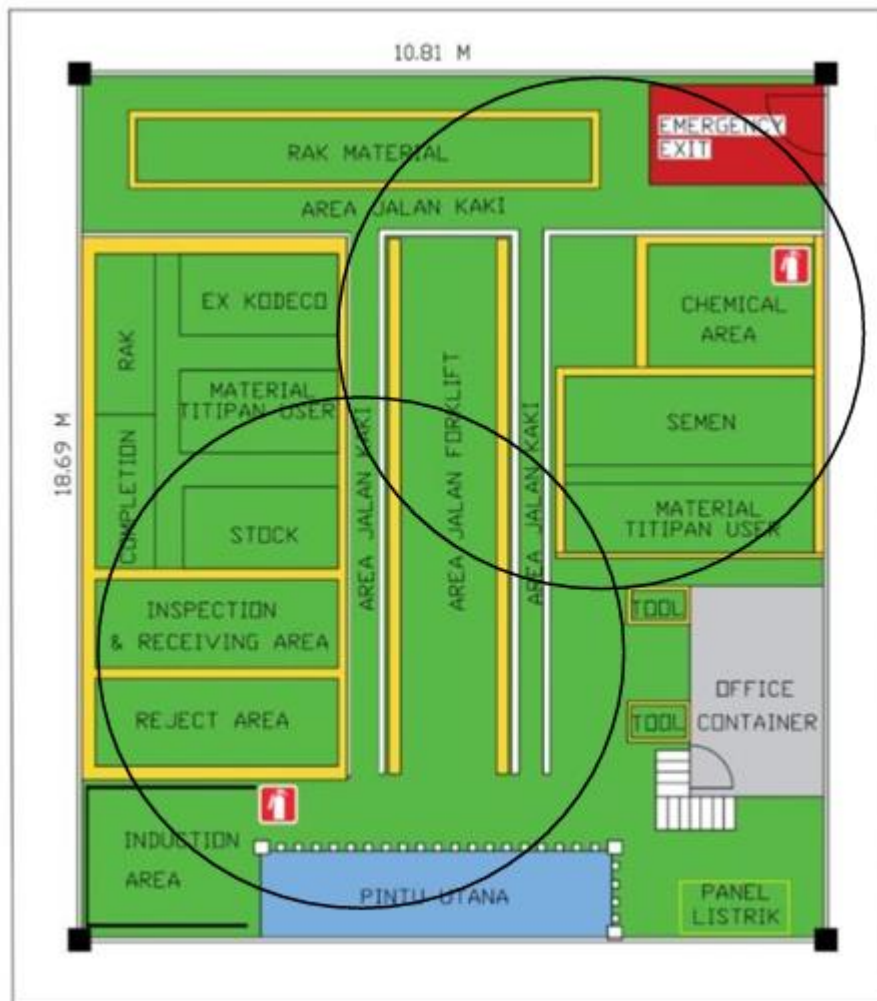 10.81 M
EMERGENCY
EXIT
RAK MATERIAL
AREA JALAN KAKI
18.69 M
RAK
EX KODECO
MATERIAL
TITIPAN USER
COMPLETION
STOCK
AREA JALAN KAKI
AREA JALAN FORKLIFT
AREA JALAN KAKI
CHEMICAL
AREA
SEMEN
MATERIAL
TITIPAN USER
INSPECTION
& RECEIVING AREA
REJECT AREA
TOOL
TOOL
OFFICE
CONTAINER
INDUCTION
AREA
PINTU UTANA
PANEL
LISTRIK